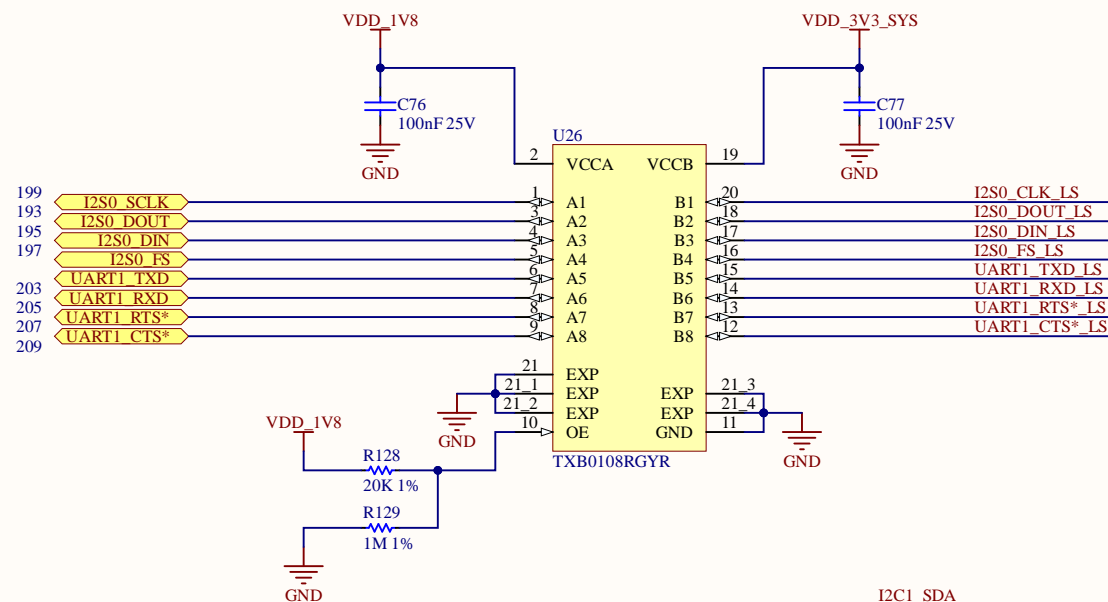 VDD_1V8
VDD_3V3_SYS
C76
100nF 25V
GND
C77
100nF 25V
GND
U26
2 VCCA VCCB 19
199 I2S0_SCLK 1 A1 B1 20 I2S0_CLK_LS
193 I2S0_DOUT 3 A2 B2 18 I2S0_DOUT_LS
195 I2S0_DIN 4 A3 B3 17 I2S0_DIN_LS
197 I2S0_FS 5 A4 B4 16 I2S0_FS_LS
UART1_TXD 6 A5 B5 15 UART1_TXD_LS
203 UART1_RXD 7 A6 B6 14 UART1_RXD_LS
205 UART1_RTS* 8 A7 B7 13 UART1_RTS*_LS
207 UART1_CTS* 9 A8 B8 12 UART1_CTS*_LS
209
21 EXP
21_1 EXP EXP 21_3
21_2 EXP EXP 21_4
10 OE GND 11
GND
GND
TXB0108RGYR
VDD_1V8
R128
20K 1%
R129
1M 1%
GND
I2C1_SDA